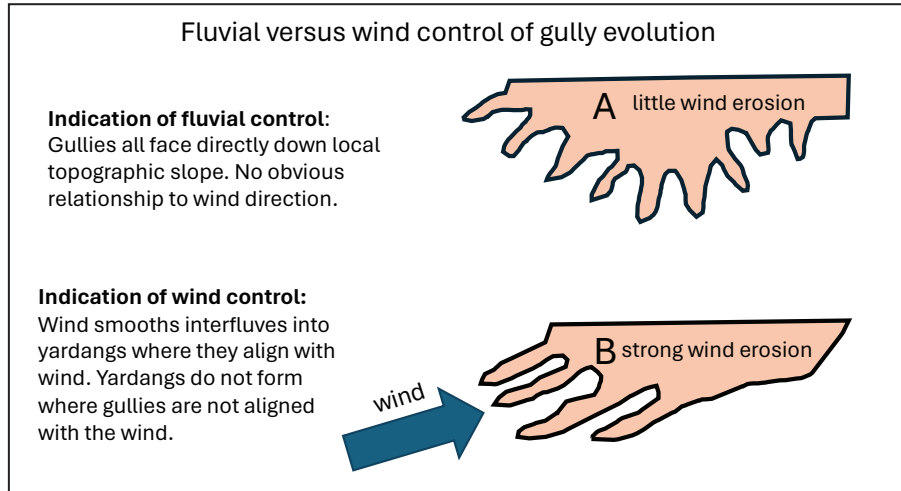 Fluvial versus wind control of gully evolution
A little wind erosion
Indication of fluvial control:
Gullies all face directly down local
topographic slope. No obvious
relationship to wind direction.
Indication of wind control:
Wind smooths interfluves into
yardangs where they align with
wind. Yardangs do not form
where gullies are not aligned
with the wind.
wind
B strong wind erosion